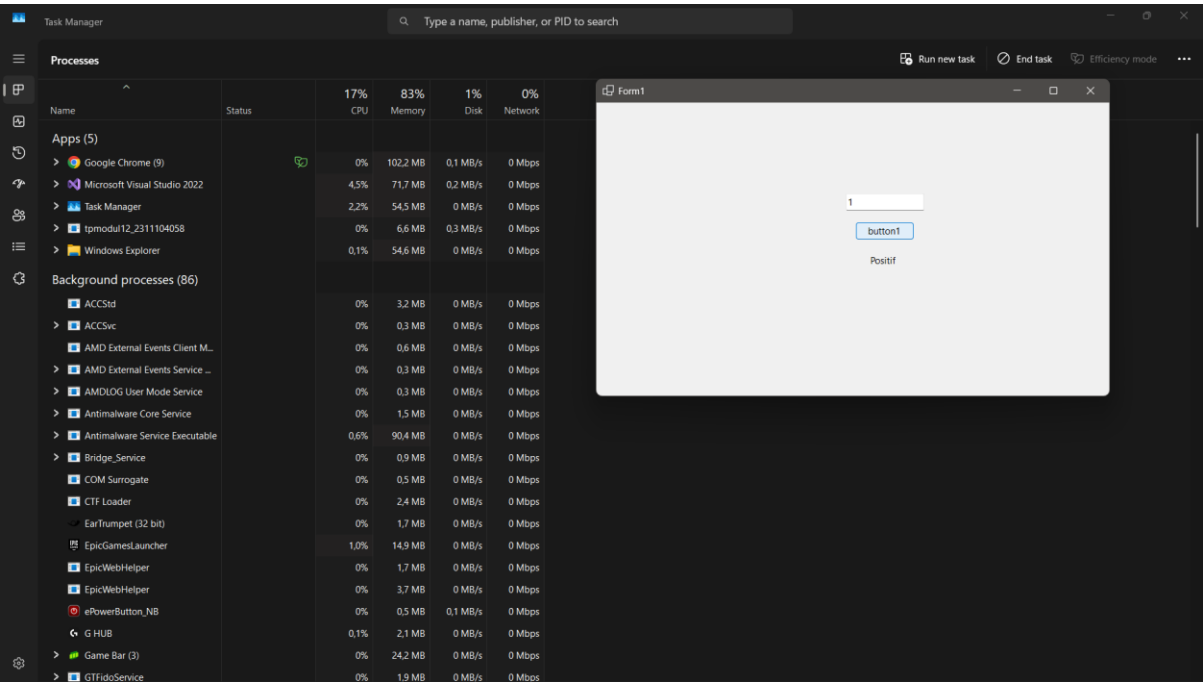 Task Manager
Type a name, publisher, or PID to search
Processes
Run new task
End task
Efficiency mode
17% 83% 1% 0%
Name Status CPU Memory Disk Network
Apps (5)
Google Chrome (9) 0% 102,2 MB 0,1 MB/s 0 Mbps
Microsoft Visual Studio 2022 4,5% 71,7 MB 0,2 MB/s 0 Mbps
Task Manager 2,2% 54,5 MB 0 MB/s 0 Mbps
tpmodul12_2311104058 0% 6,6 MB 0,3 MB/s 0 Mbps
Windows Explorer 0,1% 54,6 MB 0 MB/s 0 Mbps
Background processes (86)
ACCStd 0% 3,2 MB 0 MB/s 0 Mbps
ACCSvc 0% 0,3 MB 0 MB/s 0 Mbps
AMD External Events Client M... 0% 0,6 MB 0 MB/s 0 Mbps
AMD External Events Service ... 0% 0,3 MB 0 MB/s 0 Mbps
AMDLOG User Mode Service 0% 0,3 MB 0 MB/s 0 Mbps
Antimalware Core Service 0% 1,5 MB 0 MB/s 0 Mbps
Antimalware Service Executable 0,6% 90,4 MB 0 MB/s 0 Mbps
Bridge_Service 0% 0,9 MB 0 MB/s 0 Mbps
COM Surrogate 0% 0,5 MB 0 MB/s 0 Mbps
CTF Loader 0% 2,4 MB 0 MB/s 0 Mbps
EarTrumpet (32 bit) 0% 1,7 MB 0 MB/s 0 Mbps
EpicGamesLauncher 1,0% 14,9 MB 0 MB/s 0 Mbps
EpicWebHelper 0% 1,7 MB 0 MB/s 0 Mbps
EpicWebHelper 0% 3,7 MB 0 MB/s 0 Mbps
ePowerButton_NB 0% 0,5 MB 0,1 MB/s 0 Mbps
G HUB 0,1% 2,1 MB 0 MB/s 0 Mbps
Game Bar (3) 0% 24,2 MB 0 MB/s 0 Mbps
GTFidoService 0% 1,9 MB 0 MB/s 0 Mbps
Form1
1
button1
Positif